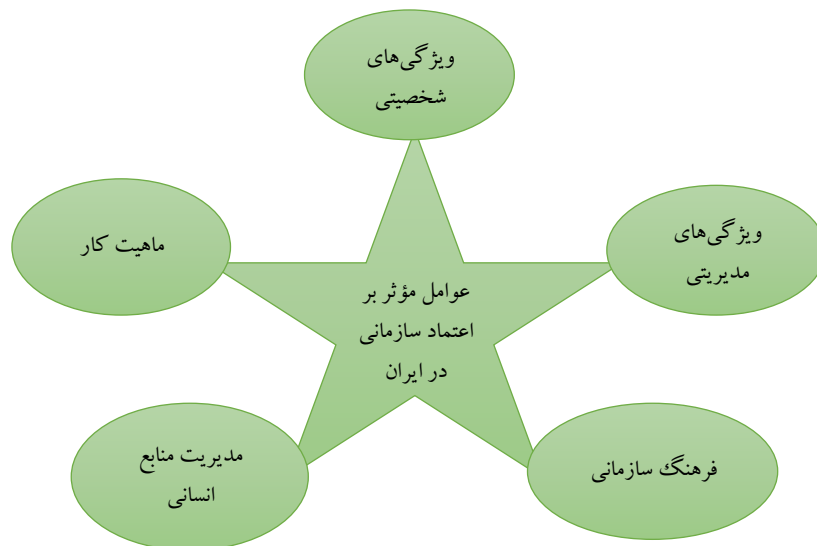 ویژگی‌های
شخصیتی
ویژگی‌های
مدیریتی
ماهیت کار
عوامل مؤثر بر
اعتماد سازمانی
در ایران
فرهنگ سازمانی
مدیریت منابع
انسانی